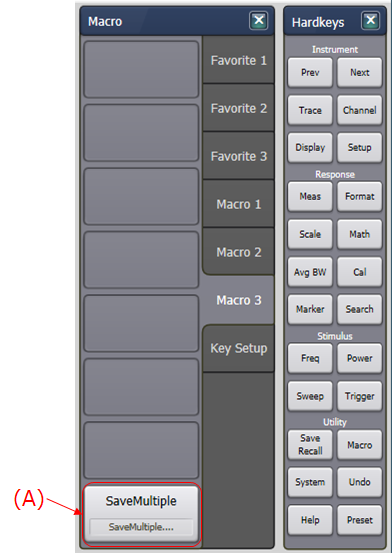 Macro
Favorite 1
Favorite 2
Favorite 3
Macro 1
Macro 2
Macro 3
Key Setup
(A)
SaveMultiple
SaveMultiple....
Hardkeys
Instrument
Prev Next
Trace Channel
Display Setup
Response
Meas Format
Scale Math
Avg BW Cal
Marker Search
Stimulus
Freq Power
Sweep Trigger
Utility
Save
Recall Macro
System Undo
Help Preset